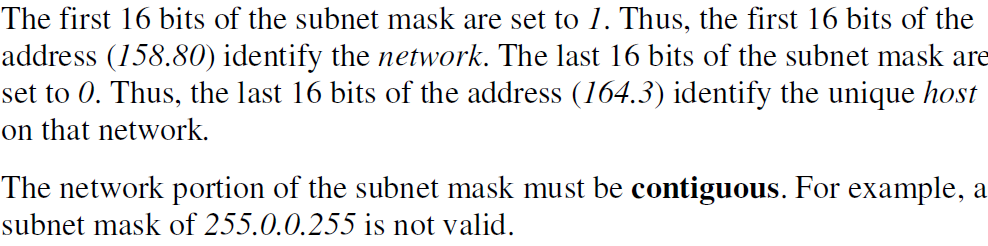 The first 16 bits of the subnet mask are set to 1. Thus, the first 16 bits of the
address (158.80) identify the network. The last 16 bits of the subnet mask are
set to 0. Thus, the last 16 bits of the address (164.3) identify the unique host
on that network.
The network portion of the subnet mask must be contiguous. For example, a
subnet mask of 255.0.0.255 is not valid.